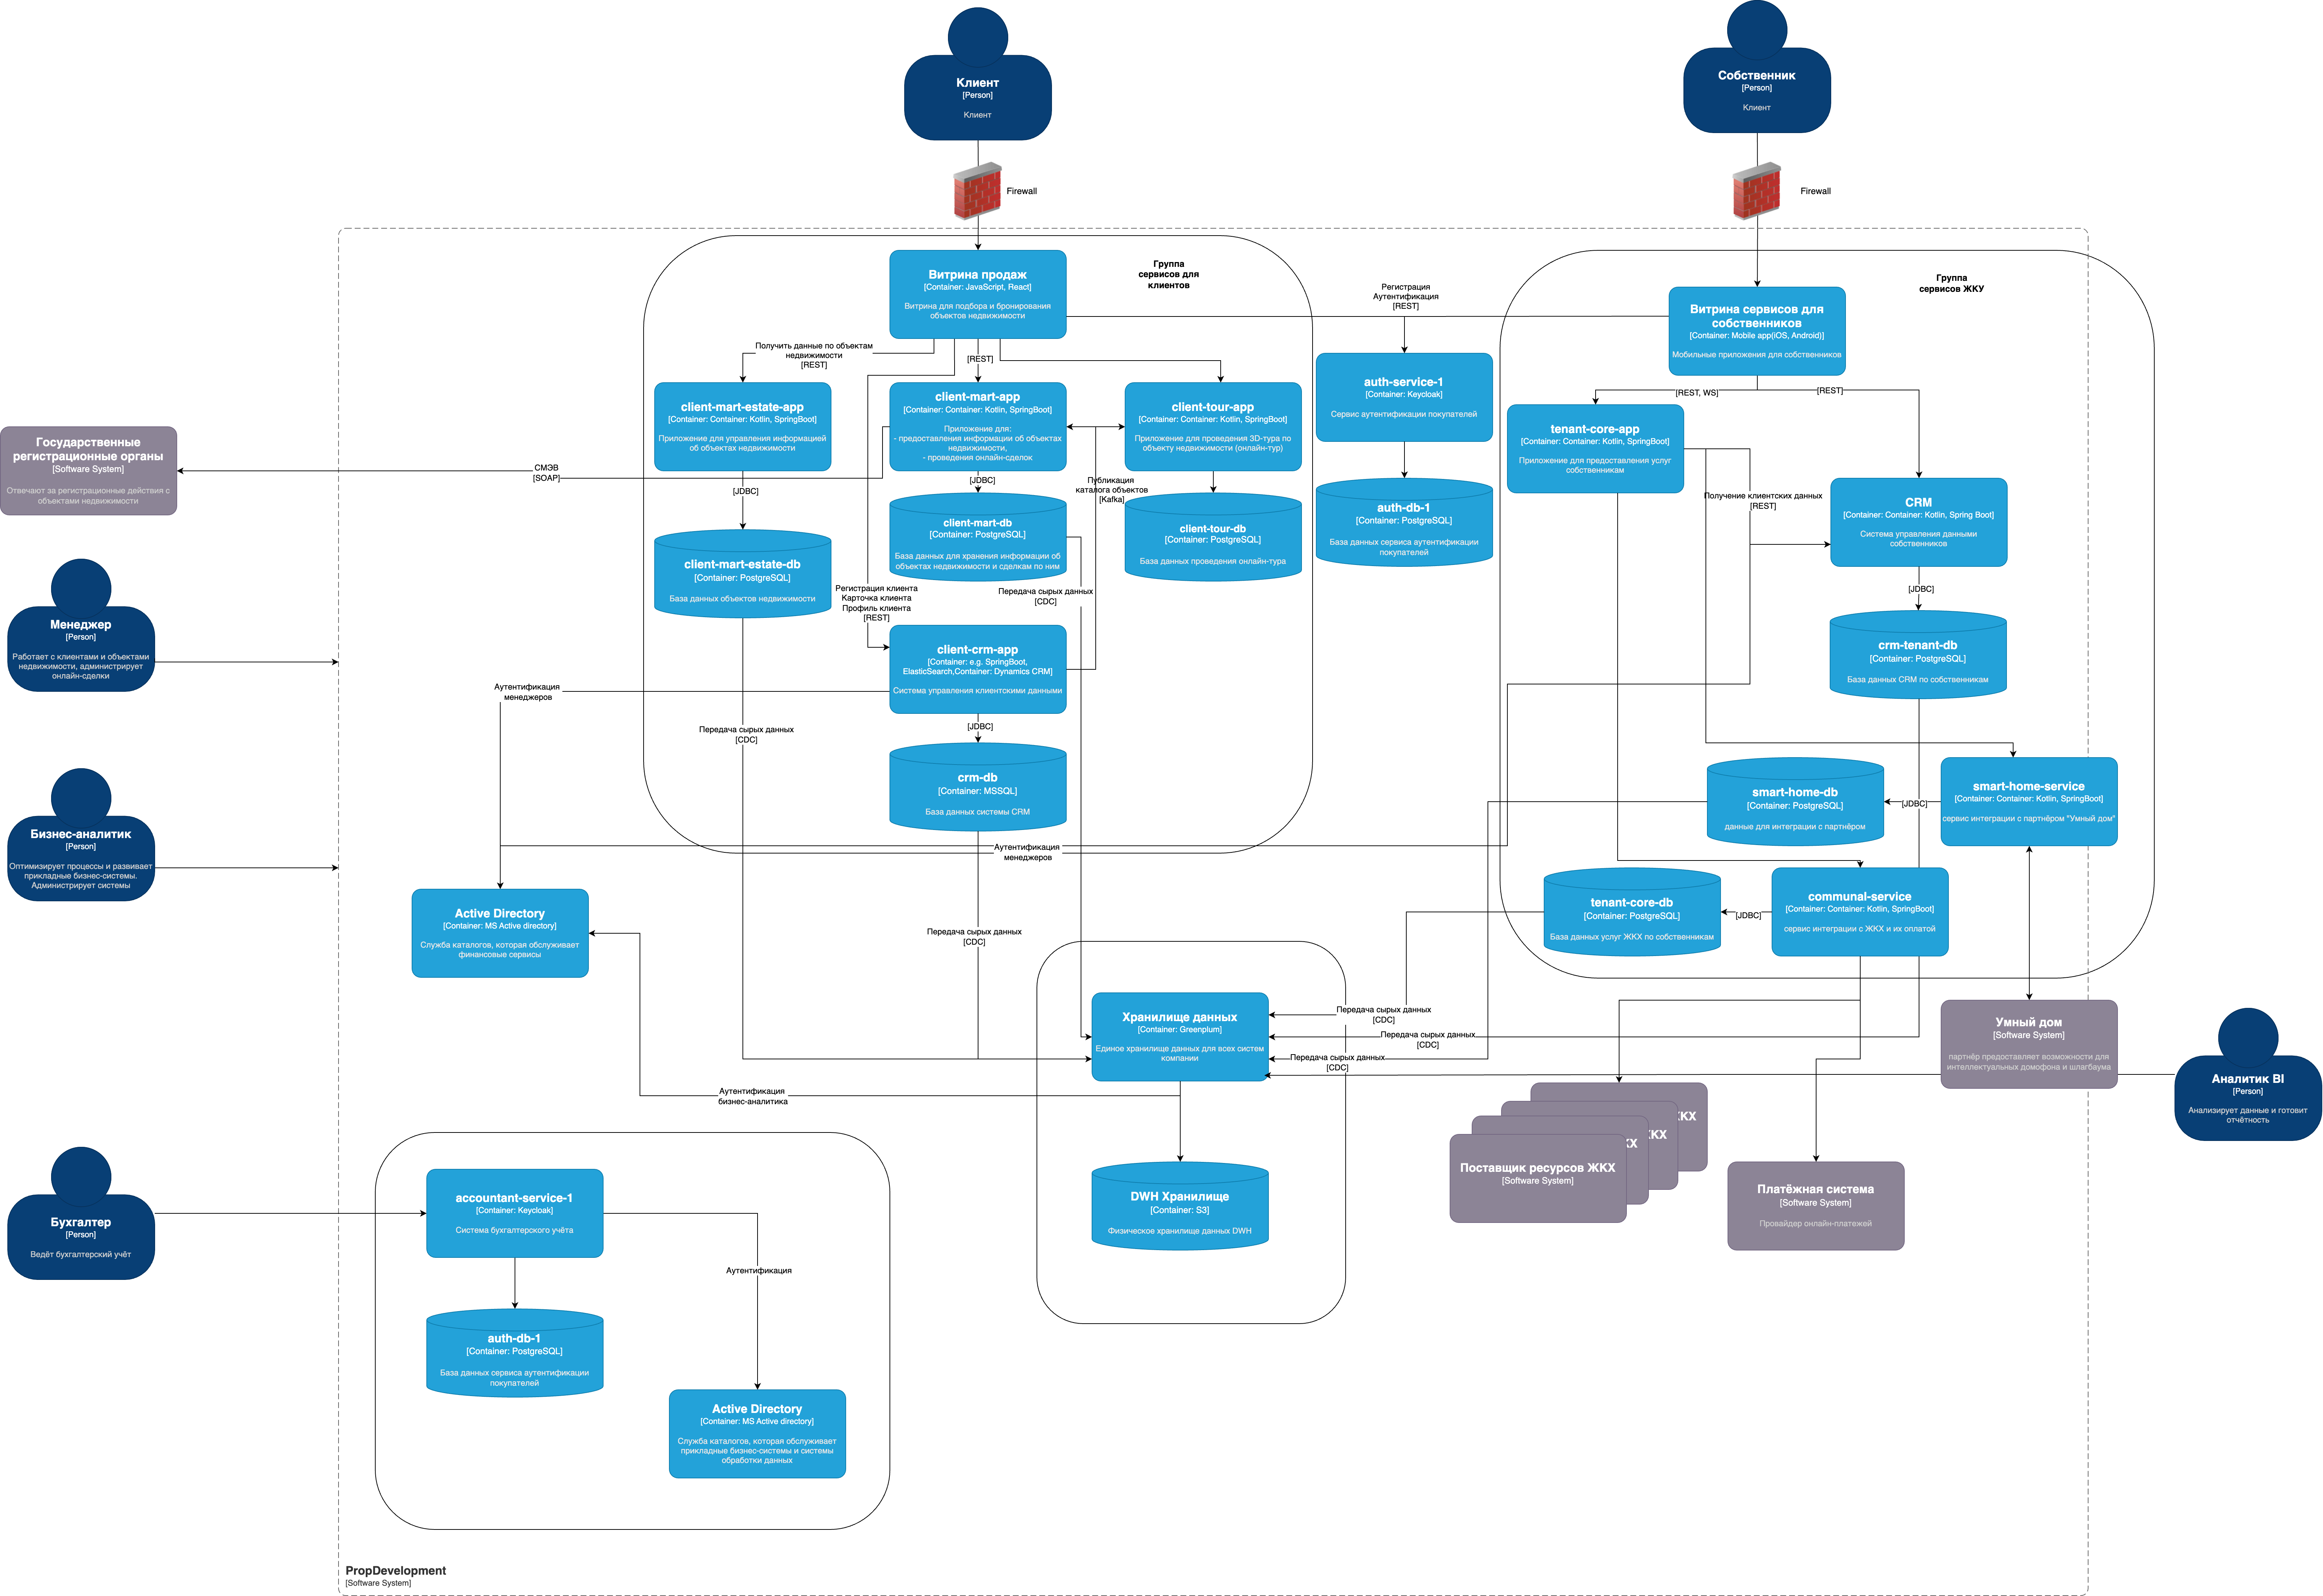 Клиент
[Person]
Клиент
Собственник
[Person]
Клиент
Firewall
Firewall
Витрина продаж
[Container: JavaScript, React]
Витрина для подбора и бронирования
объектов недвижимости
Группа
сервисов для
клиентов
Регистрация
Аутентификация
[REST]
Группа
сервисов ЖКУ
Витрина сервисов для
собственников
[Container: Mobile app(iOS, Android)]
Мобильные приложения для собственников
Получить данные по объектам
недвижимости
[REST]
[REST]
[REST, WS]
[REST]
client-mart-estate-app
[Container: Container: Kotlin, SpringBoot]
Приложение для управления информацией
об объектах недвижимости
client-mart-app
[Container: Container: Kotlin, SpringBoot]
Приложение для:
- предоставления информации об объектах
недвижимости,
- проведения онлайн-сделок
client-tour-app
[Container: Container: Kotlin, SpringBoot]
Приложение для проведения 3D-тура по
объекту недвижимости (онлайн-тур)
auth-service-1
[Container: Keycloak]
Сервис аутентификации покупателей
tenant-core-app
[Container: Container: Kotlin, SpringBoot]
Приложение для предоставления услуг
собственникам
Государственные
регистрационные органы
[Software System]
Отвечают за регистрационные действия с
объектами недвижимости
СМЭВ
[SOAP]
[JDBC]
[JDBC]
Публикация
каталога объектов
[Kafka]
Получение клиентских данных
[REST]
CRM
[Container: Container: Kotlin, Spring Boot]
Система управления данными
собственников
client-mart-estate-db
[Container: PostgreSQL]
База данных объектов недвижимости
client-mart-db
[Container: PostgreSQL]
База данных для хранения информации об
объектах недвижимости и сделкам по ним
client-tour-db
[Container: PostgreSQL]
База данных проведения онлайн-тура
auth-db-1
[Container: PostgreSQL]
База данных сервиса аутентификации
покупателей
[JDBC]
Регистрация клиента
Карточка клиента
Профиль клиента
[REST]
Передача сырых данных
[CDC]
Менеджер
[Person]
Работает с клиентами и объектами
недвижимости, администрирует
онлайн-сделки
client-crm-app
[Container: e.g. SpringBoot,
ElasticSearch,Container: Dynamics CRM]
Система управления клиентскими данными
crm-tenant-db
[Container: PostgreSQL]
База данных CRM по собственникам
Аутентификация
менеджеров
Передача сырых данных
[CDC]
[JDBC]
crm-db
[Container: MSSQL]
База данных системы CRM
smart-home-db
[Container: PostgreSQL]
данные для интеграции с партнёром
[JDBC]
smart-home-service
[Container: Container: Kotlin, SpringBoot]
сервис интеграции с партнёром "Умный дом"
Бизнес-аналитик
[Person]
Оптимизирует процессы и развивает
прикладные бизнес-системы.
Администрирует системы
Аутентификация
менеджеров
Active Directory
[Container: MS Active directory]
Служба каталогов, которая обслуживает
финансовые сервисы
tenant-core-db
[Container: PostgreSQL]
База данных услуг ЖКХ по собственникам
[JDBC]
communal-service
[Container: Container: Kotlin, SpringBoot]
сервис интеграции с ЖКХ и их оплатой
Передача сырых данных
[CDC]
Хранилище данных
[Container: Greenplum]
Единое хранилище данных для всех систем
компании
Передача сырых данных
[CDC]
Передача сырых данных
[CDC]
Передача сырых данных
[CDC]
Умный дом
[Software System]
партнёр предоставляет возможности для
интеллектуальных домофона и шлагбаума
Аналитик BI
[Person]
Анализирует данные и готовит
отчётность
Аутентификация
бизнес-аналитика
КХ
КХ
КХ
Поставщик ресурсов ЖКХ
[Software System]
Платёжная система
[Software System]
Провайдер онлайн-платежей
DWH Хранилище
[Container: S3]
Физическое хранилище данных DWH
Бухгалтер
[Person]
Ведёт бухгалтерский учёт
accountant-service-1
[Container: Keycloak]
Система бухгалтерского учёта
Аутентификация
auth-db-1
[Container: PostgreSQL]
База данных сервиса аутентификации
покупателей
Active Directory
[Container: MS Active directory]
Служба каталогов, которая обслуживает
прикладные бизнес-системы и системы
обработки данных
PropDevelopment
[Software System]